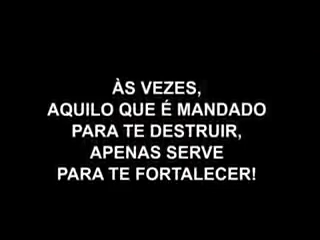 ÀS VEZES,
AQUILO QUE É MANDADO
PARA TE DESTRUIR,
APENAS SERVE
PARA TE FORTALECER!